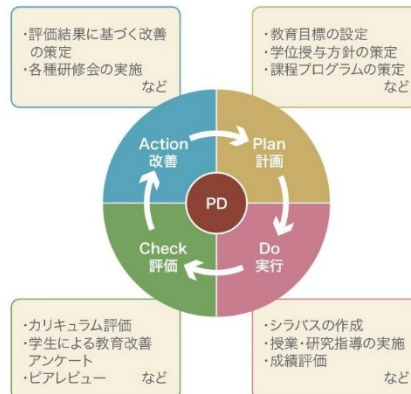 ・評価結果に基づく改善
の策定
・各種研修会の実施
など
・教育目標の設定
・学位授与方針の策定
・課程プログラムの策定
など
Action
改善
Plan
計画
PD
Check
評価
Do
実行
・カリキュラム評価
・学生による教育改善
アンケート
・ピアレビュー
など
・シラバスの作成
・授業・研究指導の実施
・成績評価
など